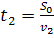 t₂ = S₀/v₂